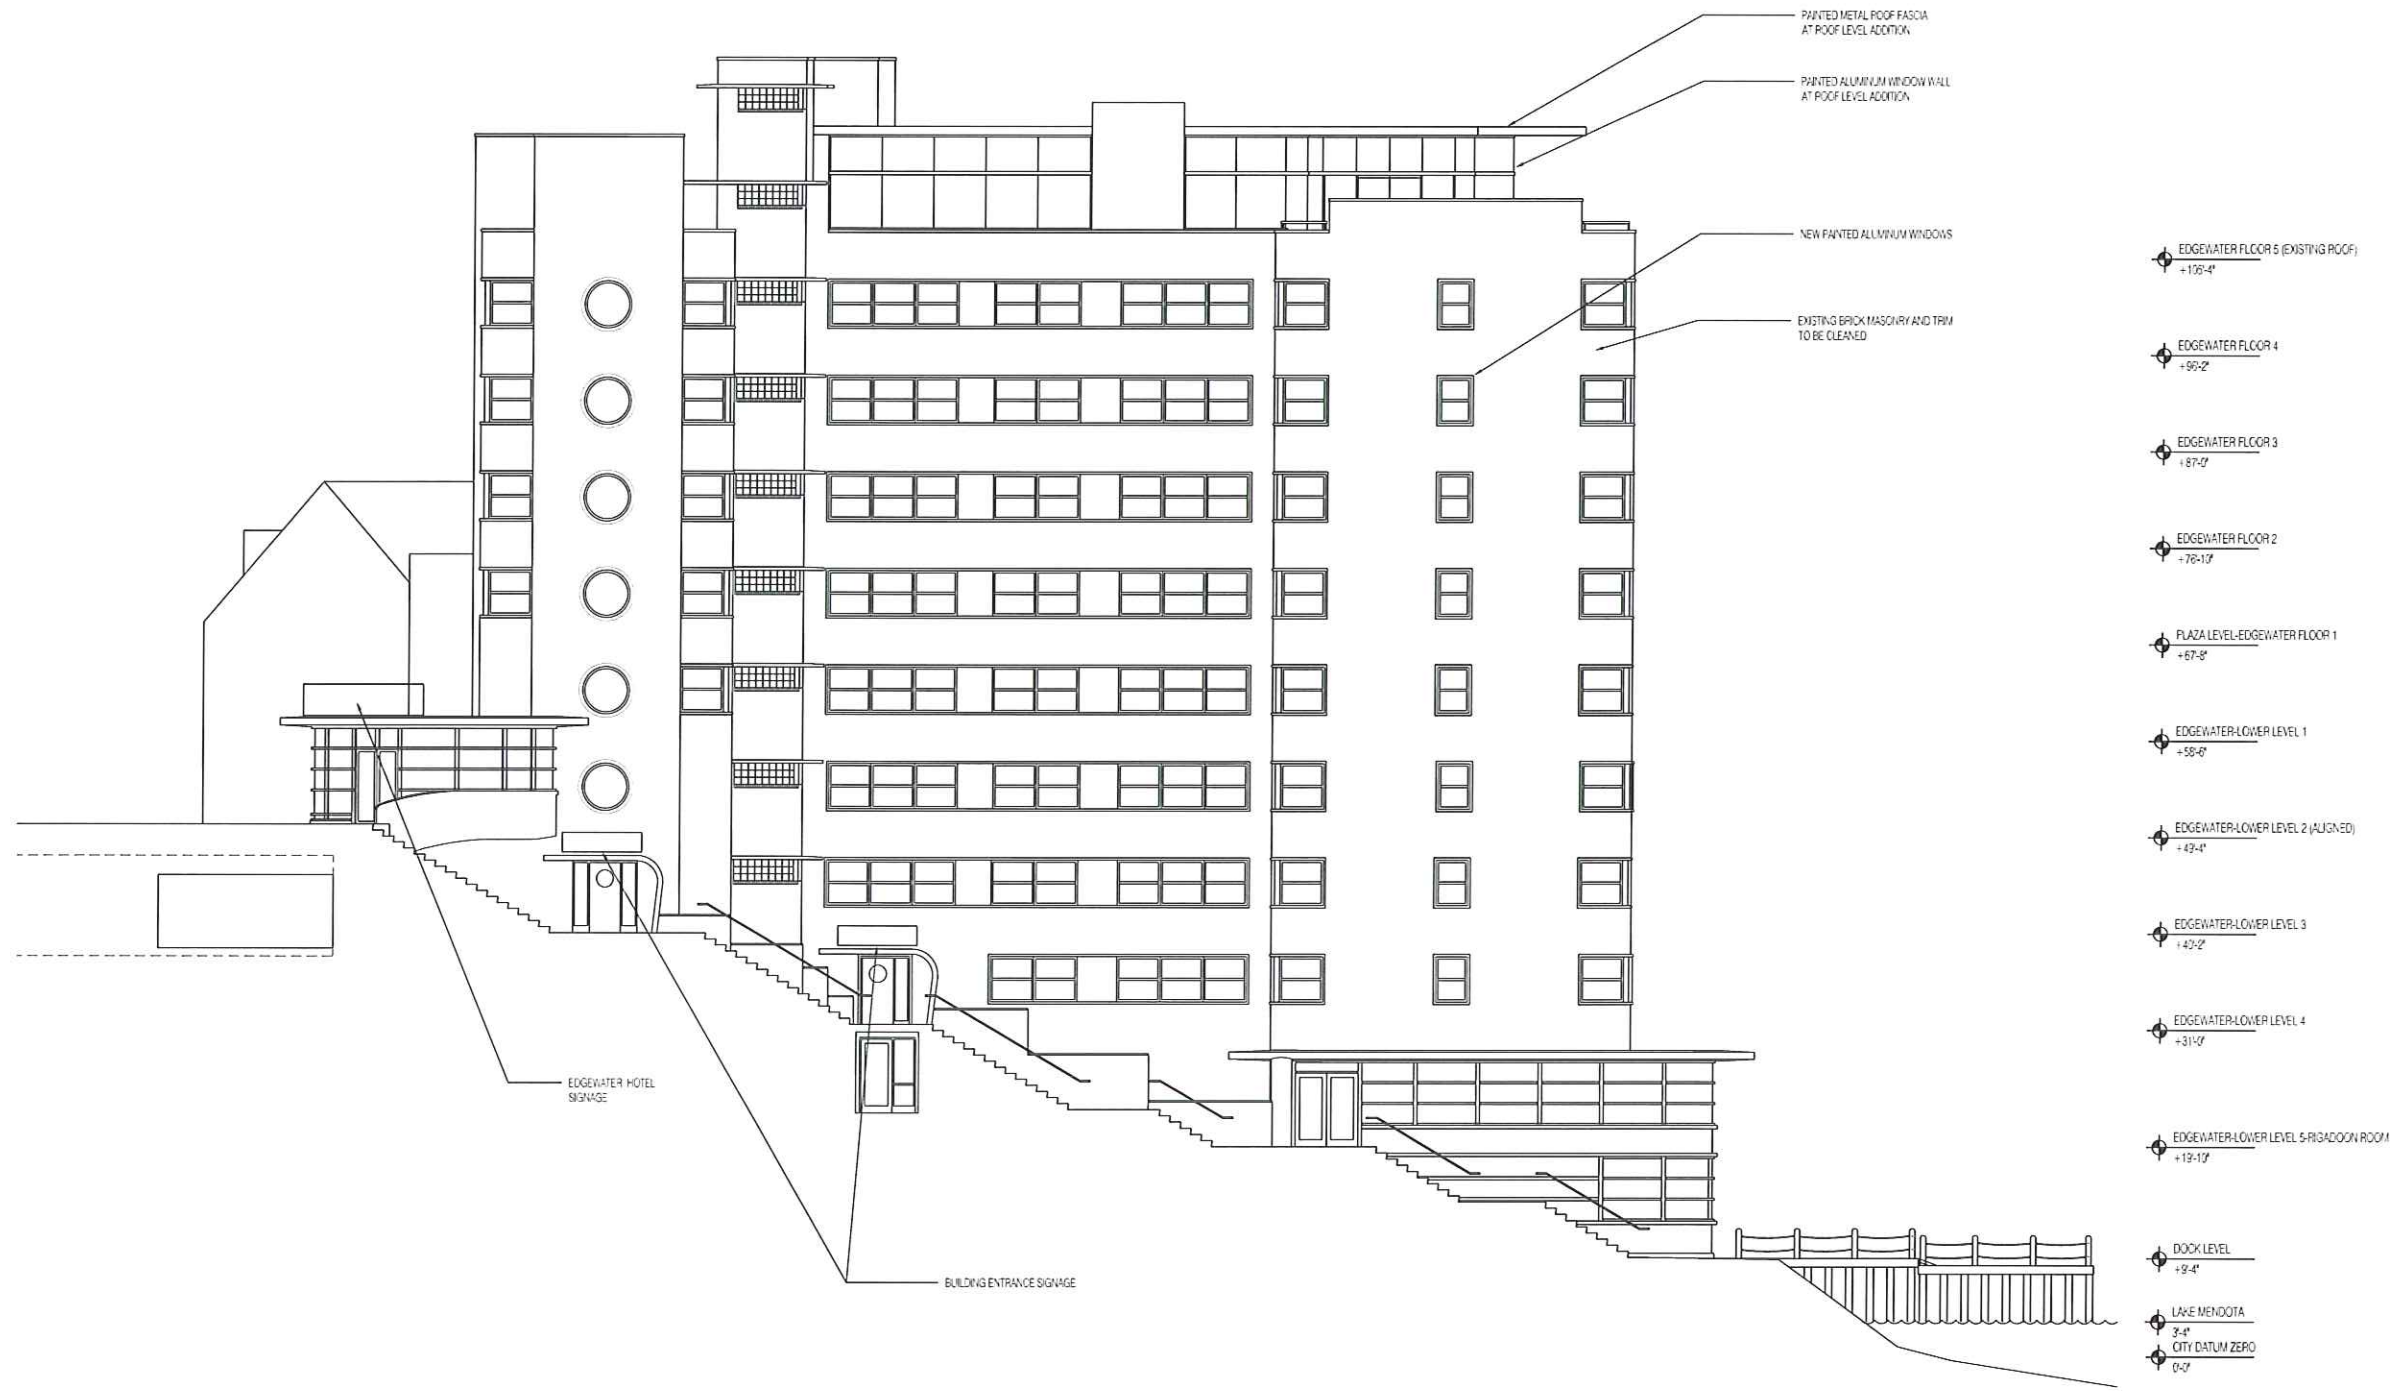 PAINTED METAL ROOF FASCIA
AT ROOF LEVEL ADDITION
PAINTED ALUMINUM WINDOW WALL
AT ROOF LEVEL ADDITION
NEW PAINTED ALUMINUM WINDOWS
EXISTING BRICK MASONRY AND TRIM
TO BE CLEANED
EDGEWATER FLOOR 5 (EXISTING ROOF)
+105'-4"
EDGEWATER FLOOR 4
+96'-2"
EDGEWATER FLOOR 3
+87'-0"
EDGEWATER FLOOR 2
+76'-10"
PLAZA LEVEL-EDGEWATER FLOOR 1
+67'-8"
EDGEWATER-LOWER LEVEL 1
+58'-6"
EDGEWATER-LOWER LEVEL 2 (ALIGNED)
+49'-4"
EDGEWATER-LOWER LEVEL 3
+40'-2"
EDGEWATER-LOWER LEVEL 4
+31'-0"
EDGEWATER-LOWER LEVEL 5-RIGADOON ROOM
+19'-10"
DOCK LEVEL
+9'-4"
LAKE MENDOTA
3'-4"
CITY DATUM ZERO
0'-0"
EDGEWATER HOTEL
SIGNAGE
BUILDING ENTRANCE SIGNAGE